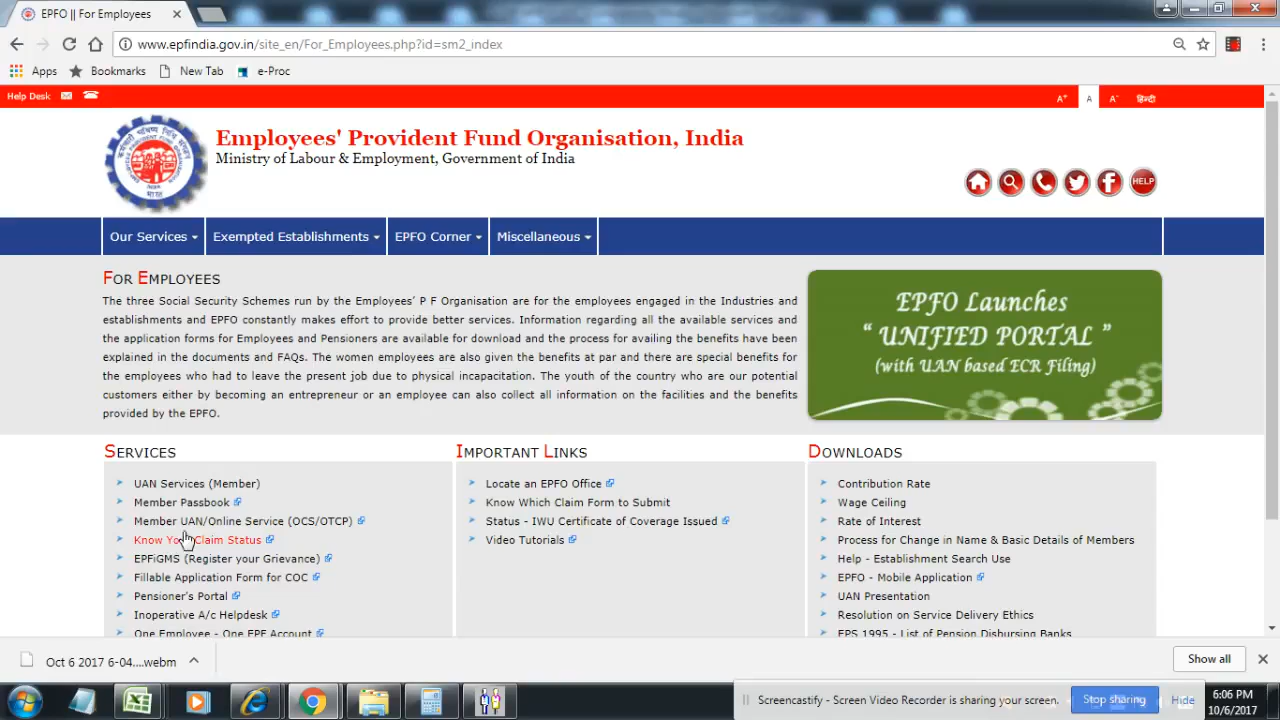 EPFO || For Employees
www.epfindia.gov.in/site_en/For_Employees.php?id=sm2_index
Apps Bookmarks New Tab e-Proc
Help Desk A+ A A- हिन्दी
Employees' Provident Fund Organisation, India
Ministry of Labour & Employment, Government of India
HELP
Our Services Exempted Establishments EPFO Corner Miscellaneous
FOR EMPLOYEES
The three Social Security Schemes run by the Employees' P F Organisation are for the employees engaged in the Industries and
establishments and EPFO constantly makes effort to provide better services. Information regarding all the available services and
the application forms for Employees and Pensioners are available for download and the process for availing the benefits have been
explained in the documents and FAQs. The women employees are also given the benefits at par and there are special benefits for
the employees who had to leave their present job due to physical incapacitation. The youth of the country who are our potential
customers either by becoming an entrepreneur or an employee can also collect all information on the facilities and the benefits
provided by the EPFO.
EPFO Launches
“ UNIFIED PORTAL ”
(with UAN based ECR Filing)
SERVICES
UAN Services (Member)
Member Passbook
Member UAN/Online Service (OCS/OTCP)
Know Your Claim Status
EPFiGMS (Register your Grievance)
Fillable Application Form for COC
Pensioner's Portal
Inoperative A/c Helpdesk
One Employee - One EPF Account
IMPORTANT LINKS
Locate an EPFO Office
Know Which Claim Form to Submit
Status - IWU Certificate of Coverage Issued
Video Tutorials
DOWNLOADS
Contribution Rate
Wage Ceiling
Rate of Interest
Process for Change in Name & Basic Details of Members
Help - Establishment Search Use
EPFO - Mobile Application
UAN Presentation
Resolution on Service Delivery Ethics
EPS 1995 - List of Pension Disbursing Banks
Oct 6 2017 6-04....webm
Show all
Screencastify - Screen Video Recorder is sharing your screen. Stop sharing Hide
6:06 PM
10/6/2017